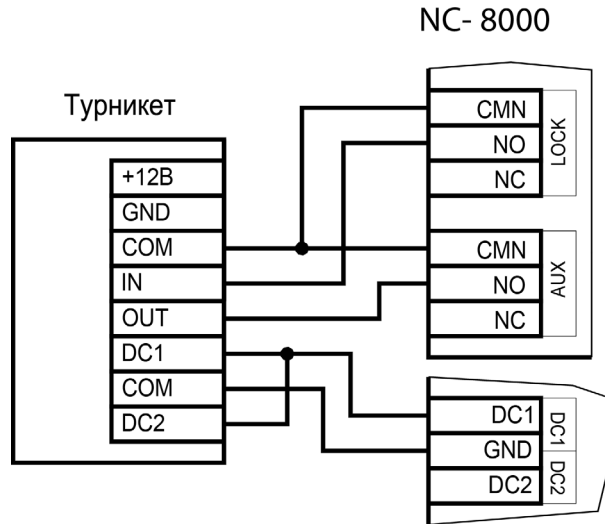 NC- 8000
Турникет
+12В
GND
COM
IN
OUT
DC1
COM
DC2
CMN
NO
NC
LOCK
CMN
NO
NC
AUX
DC1
GND
DC2
DC1
DC2